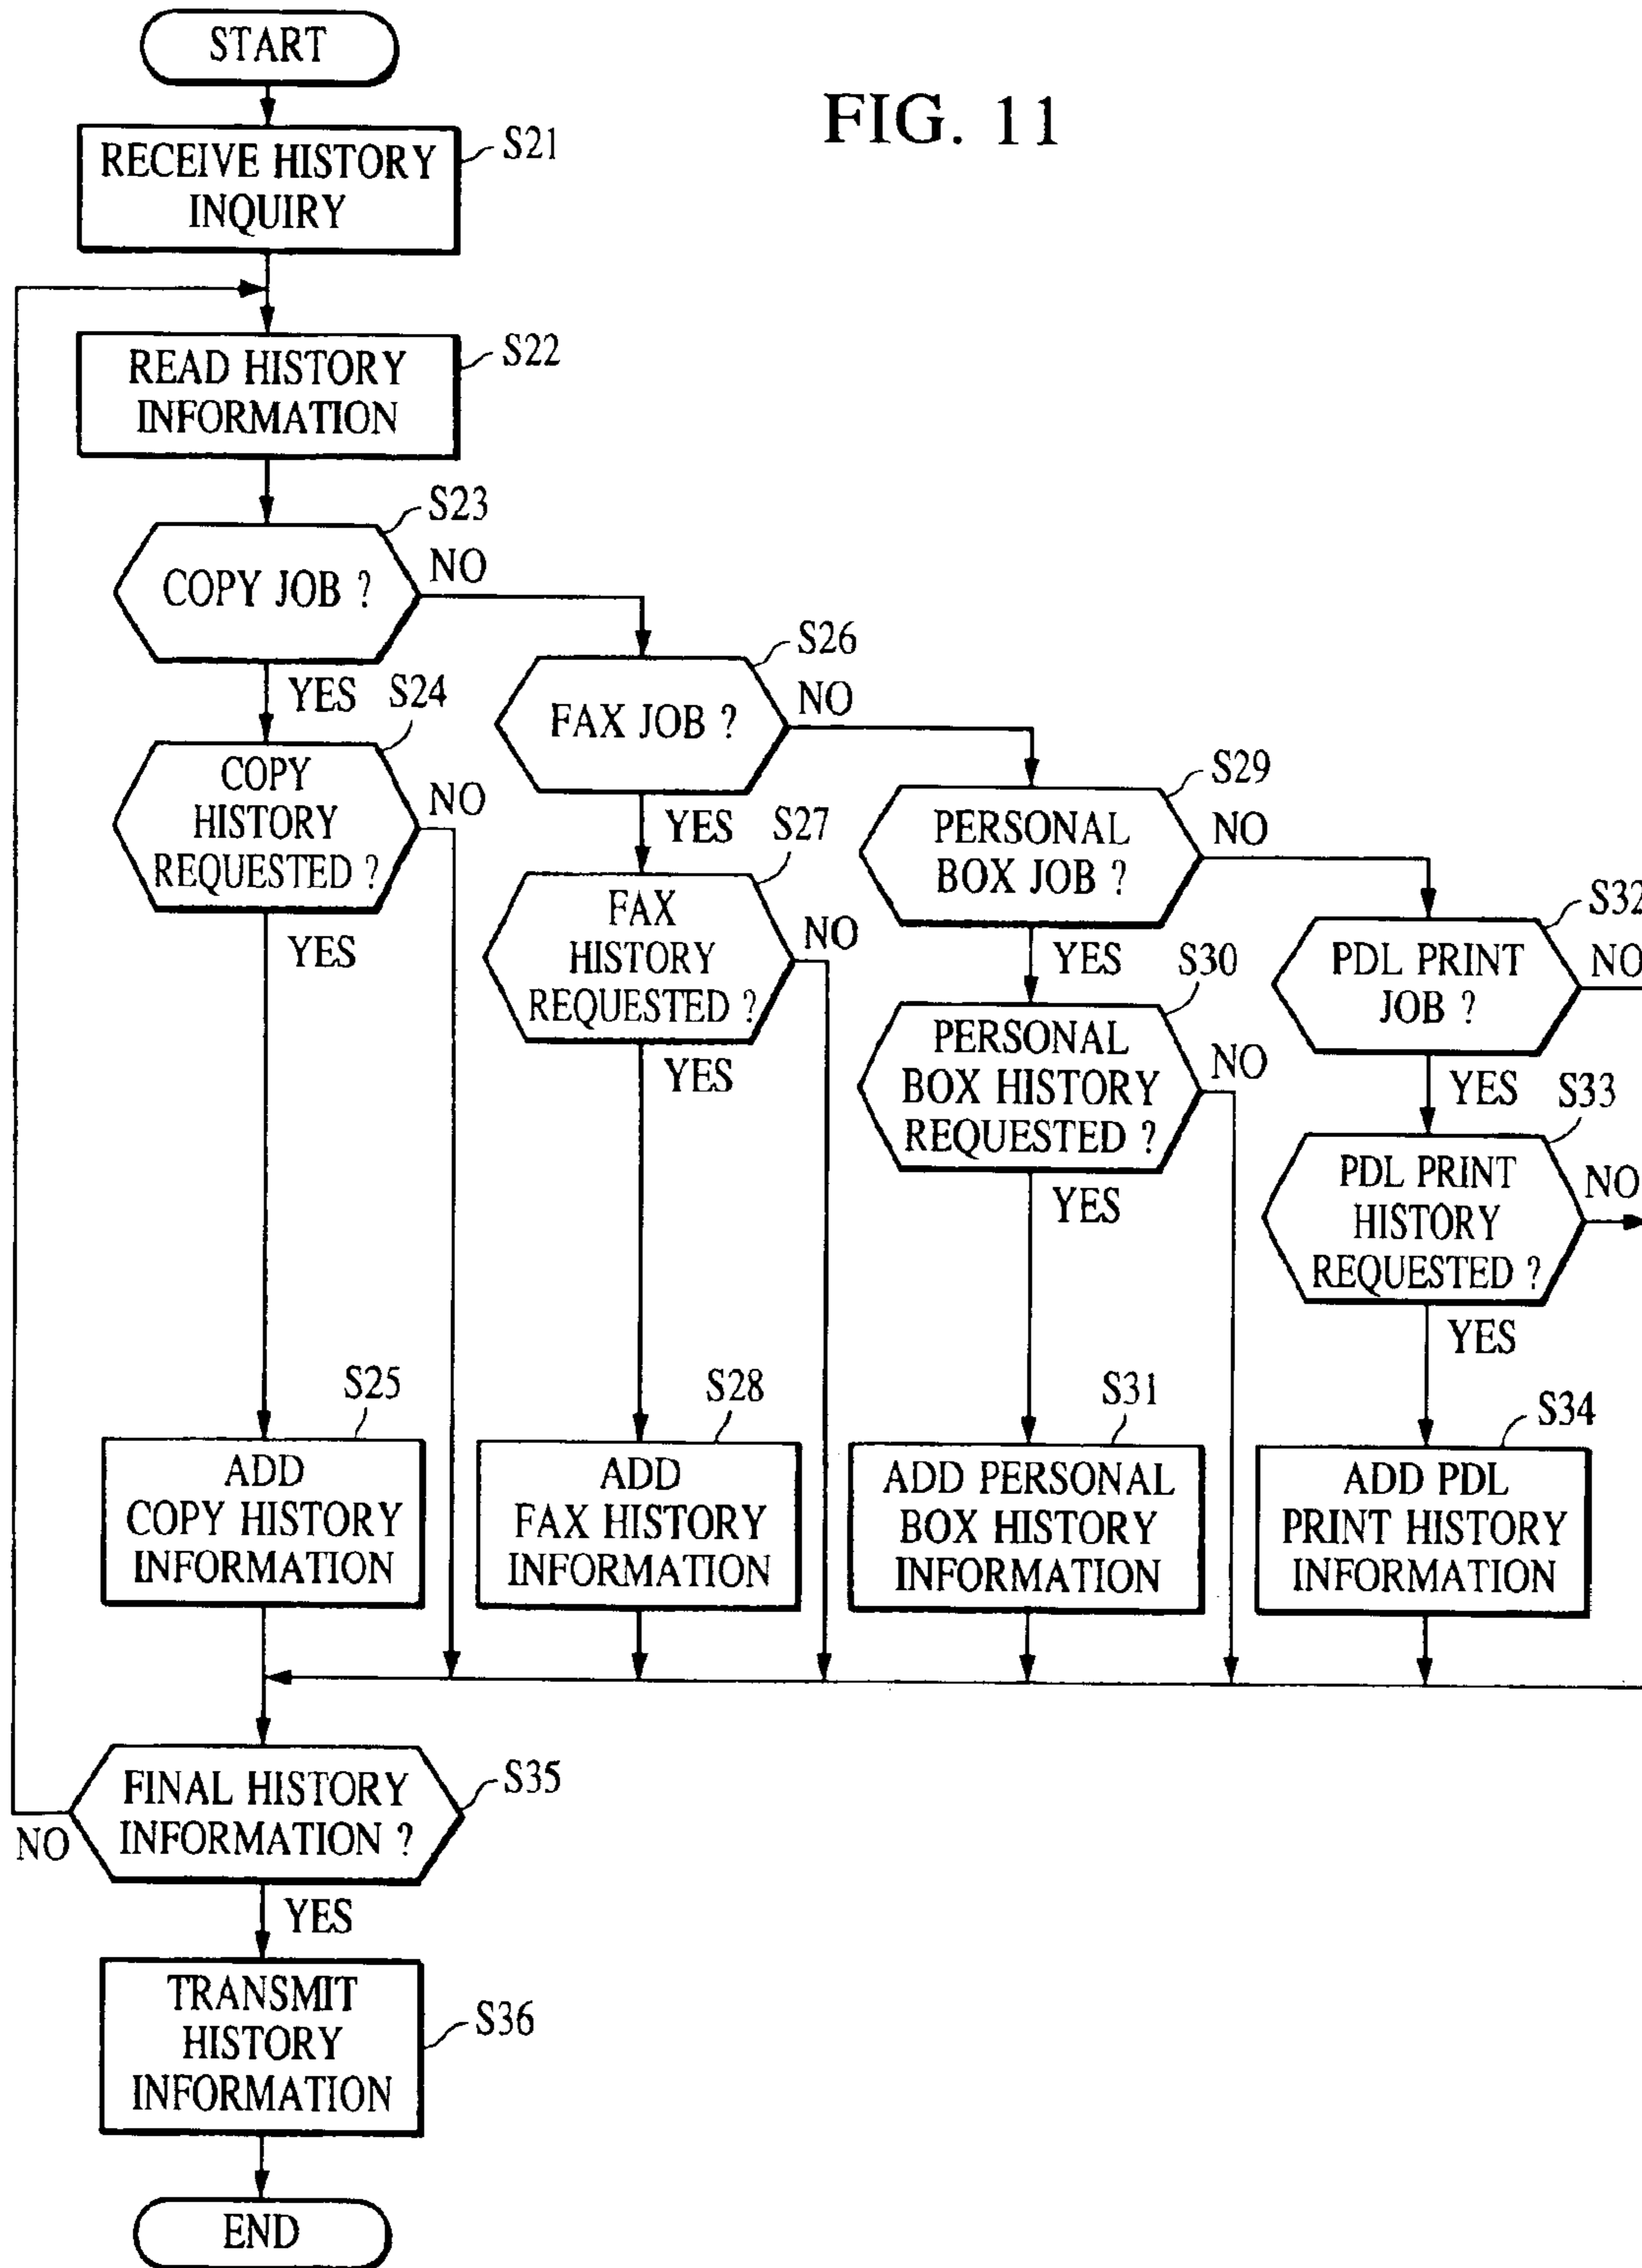 START
FIG. 11
S21
RECEIVE HISTORY
INQUIRY
S22
READ HISTORY
INFORMATION
S23
COPY JOB ?
NO
YES
S24
COPY
HISTORY
REQUESTED ?
NO
YES
S25
ADD
COPY HISTORY
INFORMATION
S26
FAX JOB ?
NO
YES
S27
FAX
HISTORY
REQUESTED ?
NO
YES
S28
ADD
FAX HISTORY
INFORMATION
S29
PERSONAL
BOX JOB ?
NO
YES
S30
PERSONAL
BOX HISTORY
REQUESTED ?
NO
YES
S31
ADD PERSONAL
BOX HISTORY
INFORMATION
S32
PDL PRINT
JOB ?
NO
YES
S33
PDL PRINT
HISTORY
REQUESTED ?
NO
YES
S34
ADD PDL
PRINT HISTORY
INFORMATION
S35
FINAL HISTORY
INFORMATION ?
NO
YES
S36
TRANSMIT
HISTORY
INFORMATION
END